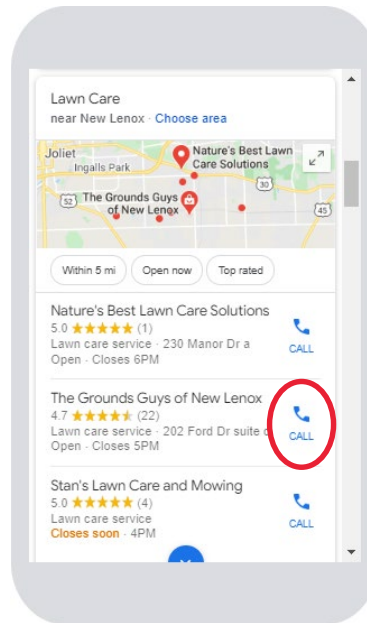 Lawn Care
near New Lenox · Choose area
Joliet
Ingalls Park
Nature's Best Lawn
Care Solutions
30
52
The Grounds Guys
of New Lenox
45
Within 5 mi
Open now
Top rated
Nature's Best Lawn Care Solutions
5.0 ★★★★★ (1)
Lawn care service · 230 Manor Dr a
Open · Closes 6PM
CALL
The Grounds Guys of New Lenox
4.7 ★★★★★ (22)
Lawn care service · 202 Ford Dr suite
Open · Closes 5PM
CALL
Stan's Lawn Care and Mowing
5.0 ★★★★★ (4)
Lawn care service
Closes soon · 4PM
CALL